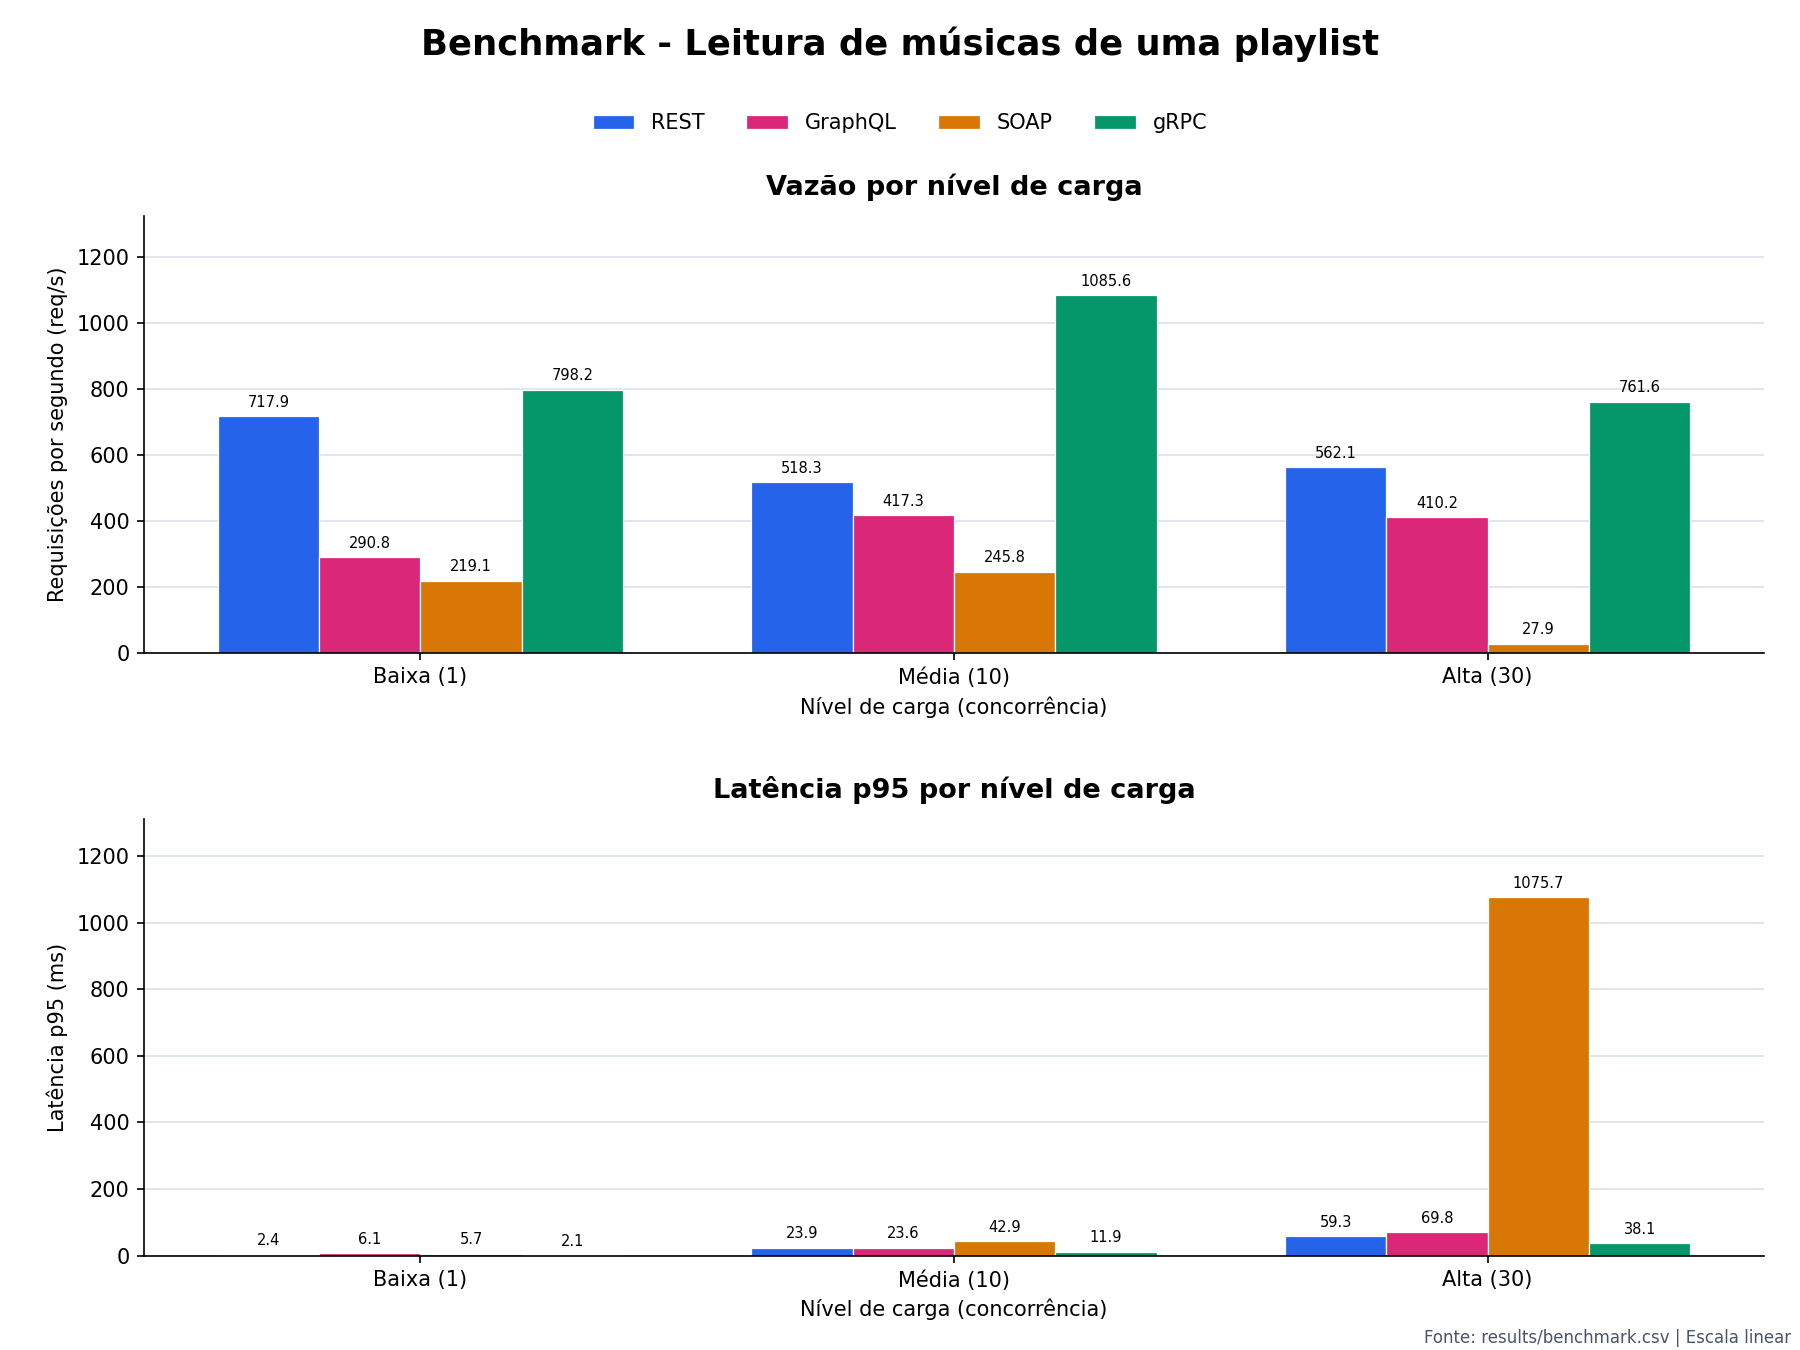 Benchmark - Leitura de músicas de uma playlist
REST GraphQL SOAP gRPC
Vazão por nível de carga
Requisições por segundo (req/s)
1200
1000
800
600
400
200
0
717.9 290.8 219.1 798.2
518.3 417.3 245.8 1085.6
562.1 410.2 27.9 761.6
Baixa (1) Média (10) Alta (30)
Nível de carga (concorrência)
Latência p95 por nível de carga
Latência p95 (ms)
1200
1000
800
600
400
200
0
2.4 6.1 5.7 2.1
23.9 23.6 42.9 11.9
59.3 69.8 1075.7 38.1
Baixa (1) Média (10) Alta (30)
Nível de carga (concorrência)
Fonte: results/benchmark.csv | Escala linear